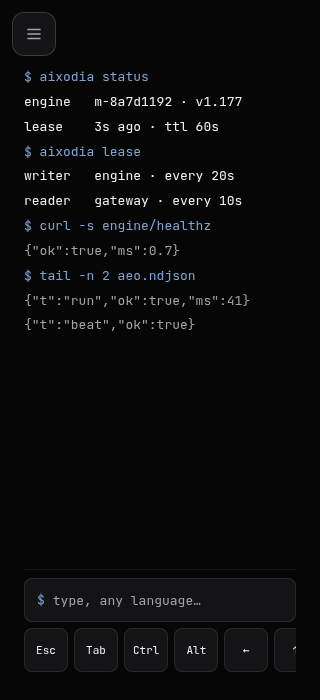 $ aixodia status
engine   m-8a7d1192 · v1.177
lease    3s ago · ttl 60s
$ aixodia lease
writer   engine · every 20s
reader   gateway · every 10s
$ curl -s engine/healthz
{"ok":true,"ms":0.7}
$ tail -n 2 aeo.ndjson
{"t":"run","ok":true,"ms":41}
{"t":"beat","ok":true}
$ type, any language…
Esc Tab Ctrl Alt ←